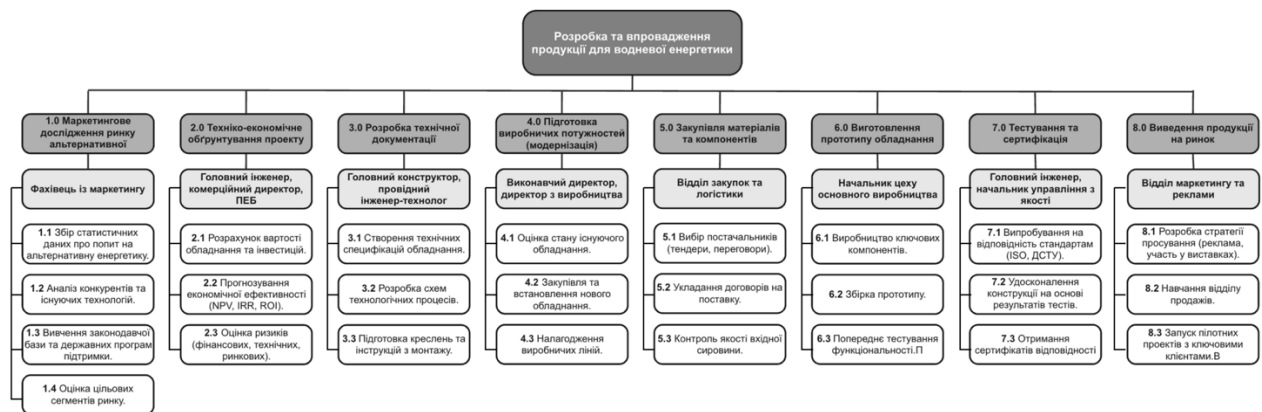 Розробка та впровадження
продукції для водневої енергетики
1.0 Маркетингове
дослідження ринку
альтернативної
Фахівець із маркетингу
1.1 Збір статистичних
даних про попит на
альтернативну енергетику.
1.2 Аналіз конкурентів та
існуючих технологій.
1.3 Вивчення законодавчої
бази та державних програм
підтримки.
1.4 Оцінка цільових
сегментів ринку.
2.0 Техніко-економічне
обґрунтування проекту
Головний інженер,
комерційний директор,
ПЕБ
2.1 Розрахунок вартості
обладнання та інвестицій.
2.2 Прогнозування
економічної ефективності
(NPV, IRR, ROI).
2.3 Оцінка ризиків
(фінансових, технічних,
ринкових).
3.0 Розробка технічної
документації
Головний конструктор,
провідний
інженер-технолог
3.1 Створення технічних
специфікацій обладнання.
3.2 Розробка схем
технологічних процесів.
3.3 Підготовка креслень та
інструкцій з монтажу.
4.0 Підготовка
виробничих потужностей
(модернізація)
Виконавчий директор,
директор з виробництва
4.1 Оцінка стану існуючого
обладнання.
4.2 Закупівля та
встановлення нового
обладнання.
4.3 Налагодження
виробничих ліній.
5.0 Закупівля матеріалів
та компонентів
Відділ закупок та
логістики
5.1 Вибір постачальників
(тендери, переговори).
5.2 Укладання договорів на
поставку.
5.3 Контроль якості вхідної
сировини.
6.0 Виготовлення
прототипу обладнання
Начальник цеху
основного виробництва
6.1 Виробництво ключових
компонентів.
6.2 Збірка прототипу.
6.3 Попереднє тестування
функціональності.П
7.0 Тестування та
сертифікація
Головний інженер,
начальник управління з
якості
7.1 Випробування на
відповідність стандартам
(ISO, ДСТУ).
7.2 Удосконалення
конструкції на основі
результатів тестів.
7.3 Отримання
сертифікатів відповідності
8.0 Виведення продукції
на ринок
Відділ маркетингу та
реклами
8.1 Розробка стратегії
просування (реклама,
участь у виставках).
8.2 Навчання відділу
продажів.
8.3 Запуск пілотних
проектів з ключовими
клієнтами.В